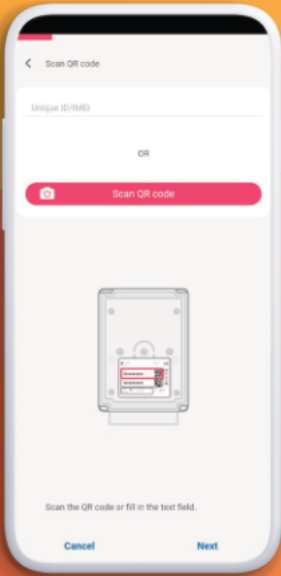 Scan QR code
Unique ID/IMEI
OR
Scan QR code
Scan the QR code or fill in the text field.
Cancel
Next